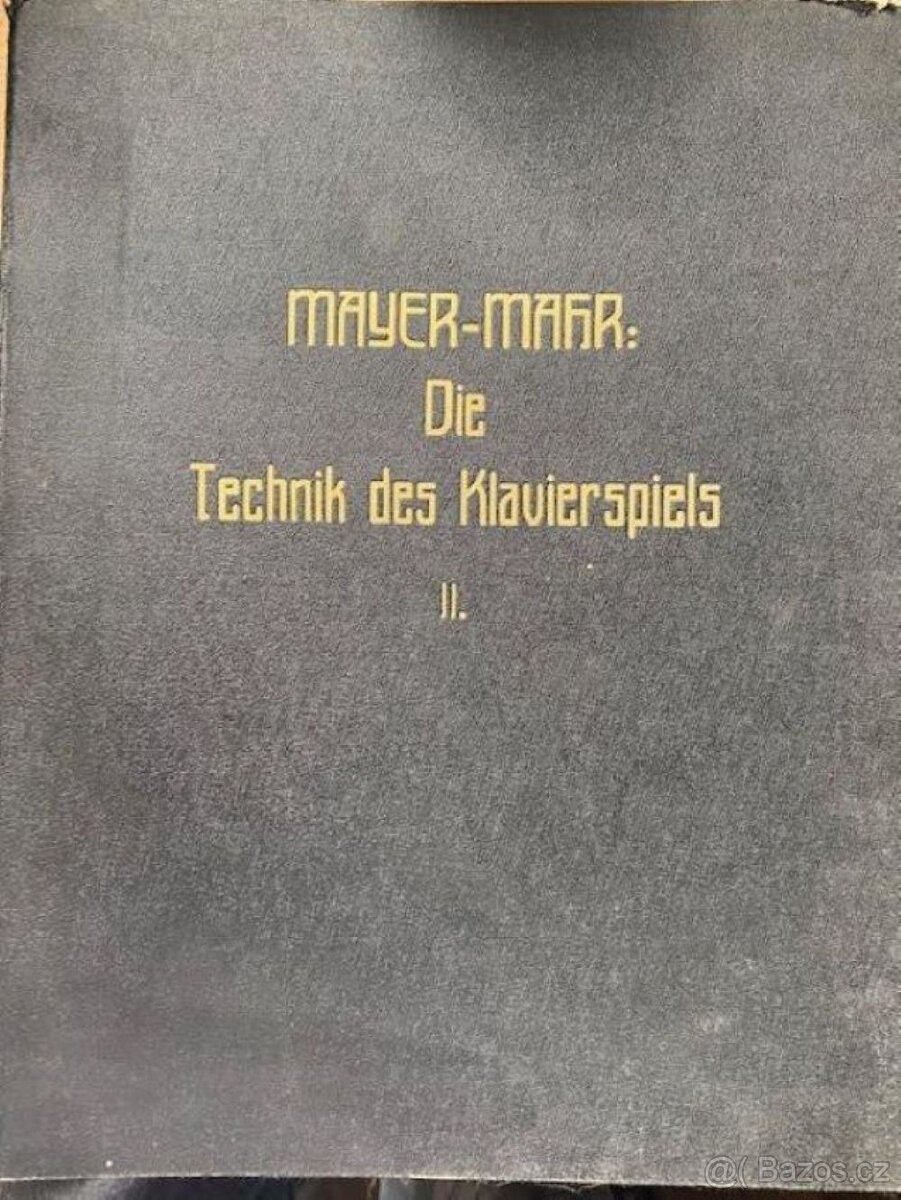 MAYER-MAHR:
Die
Technik des Klavierspiels
II.
@( Bazos.cz